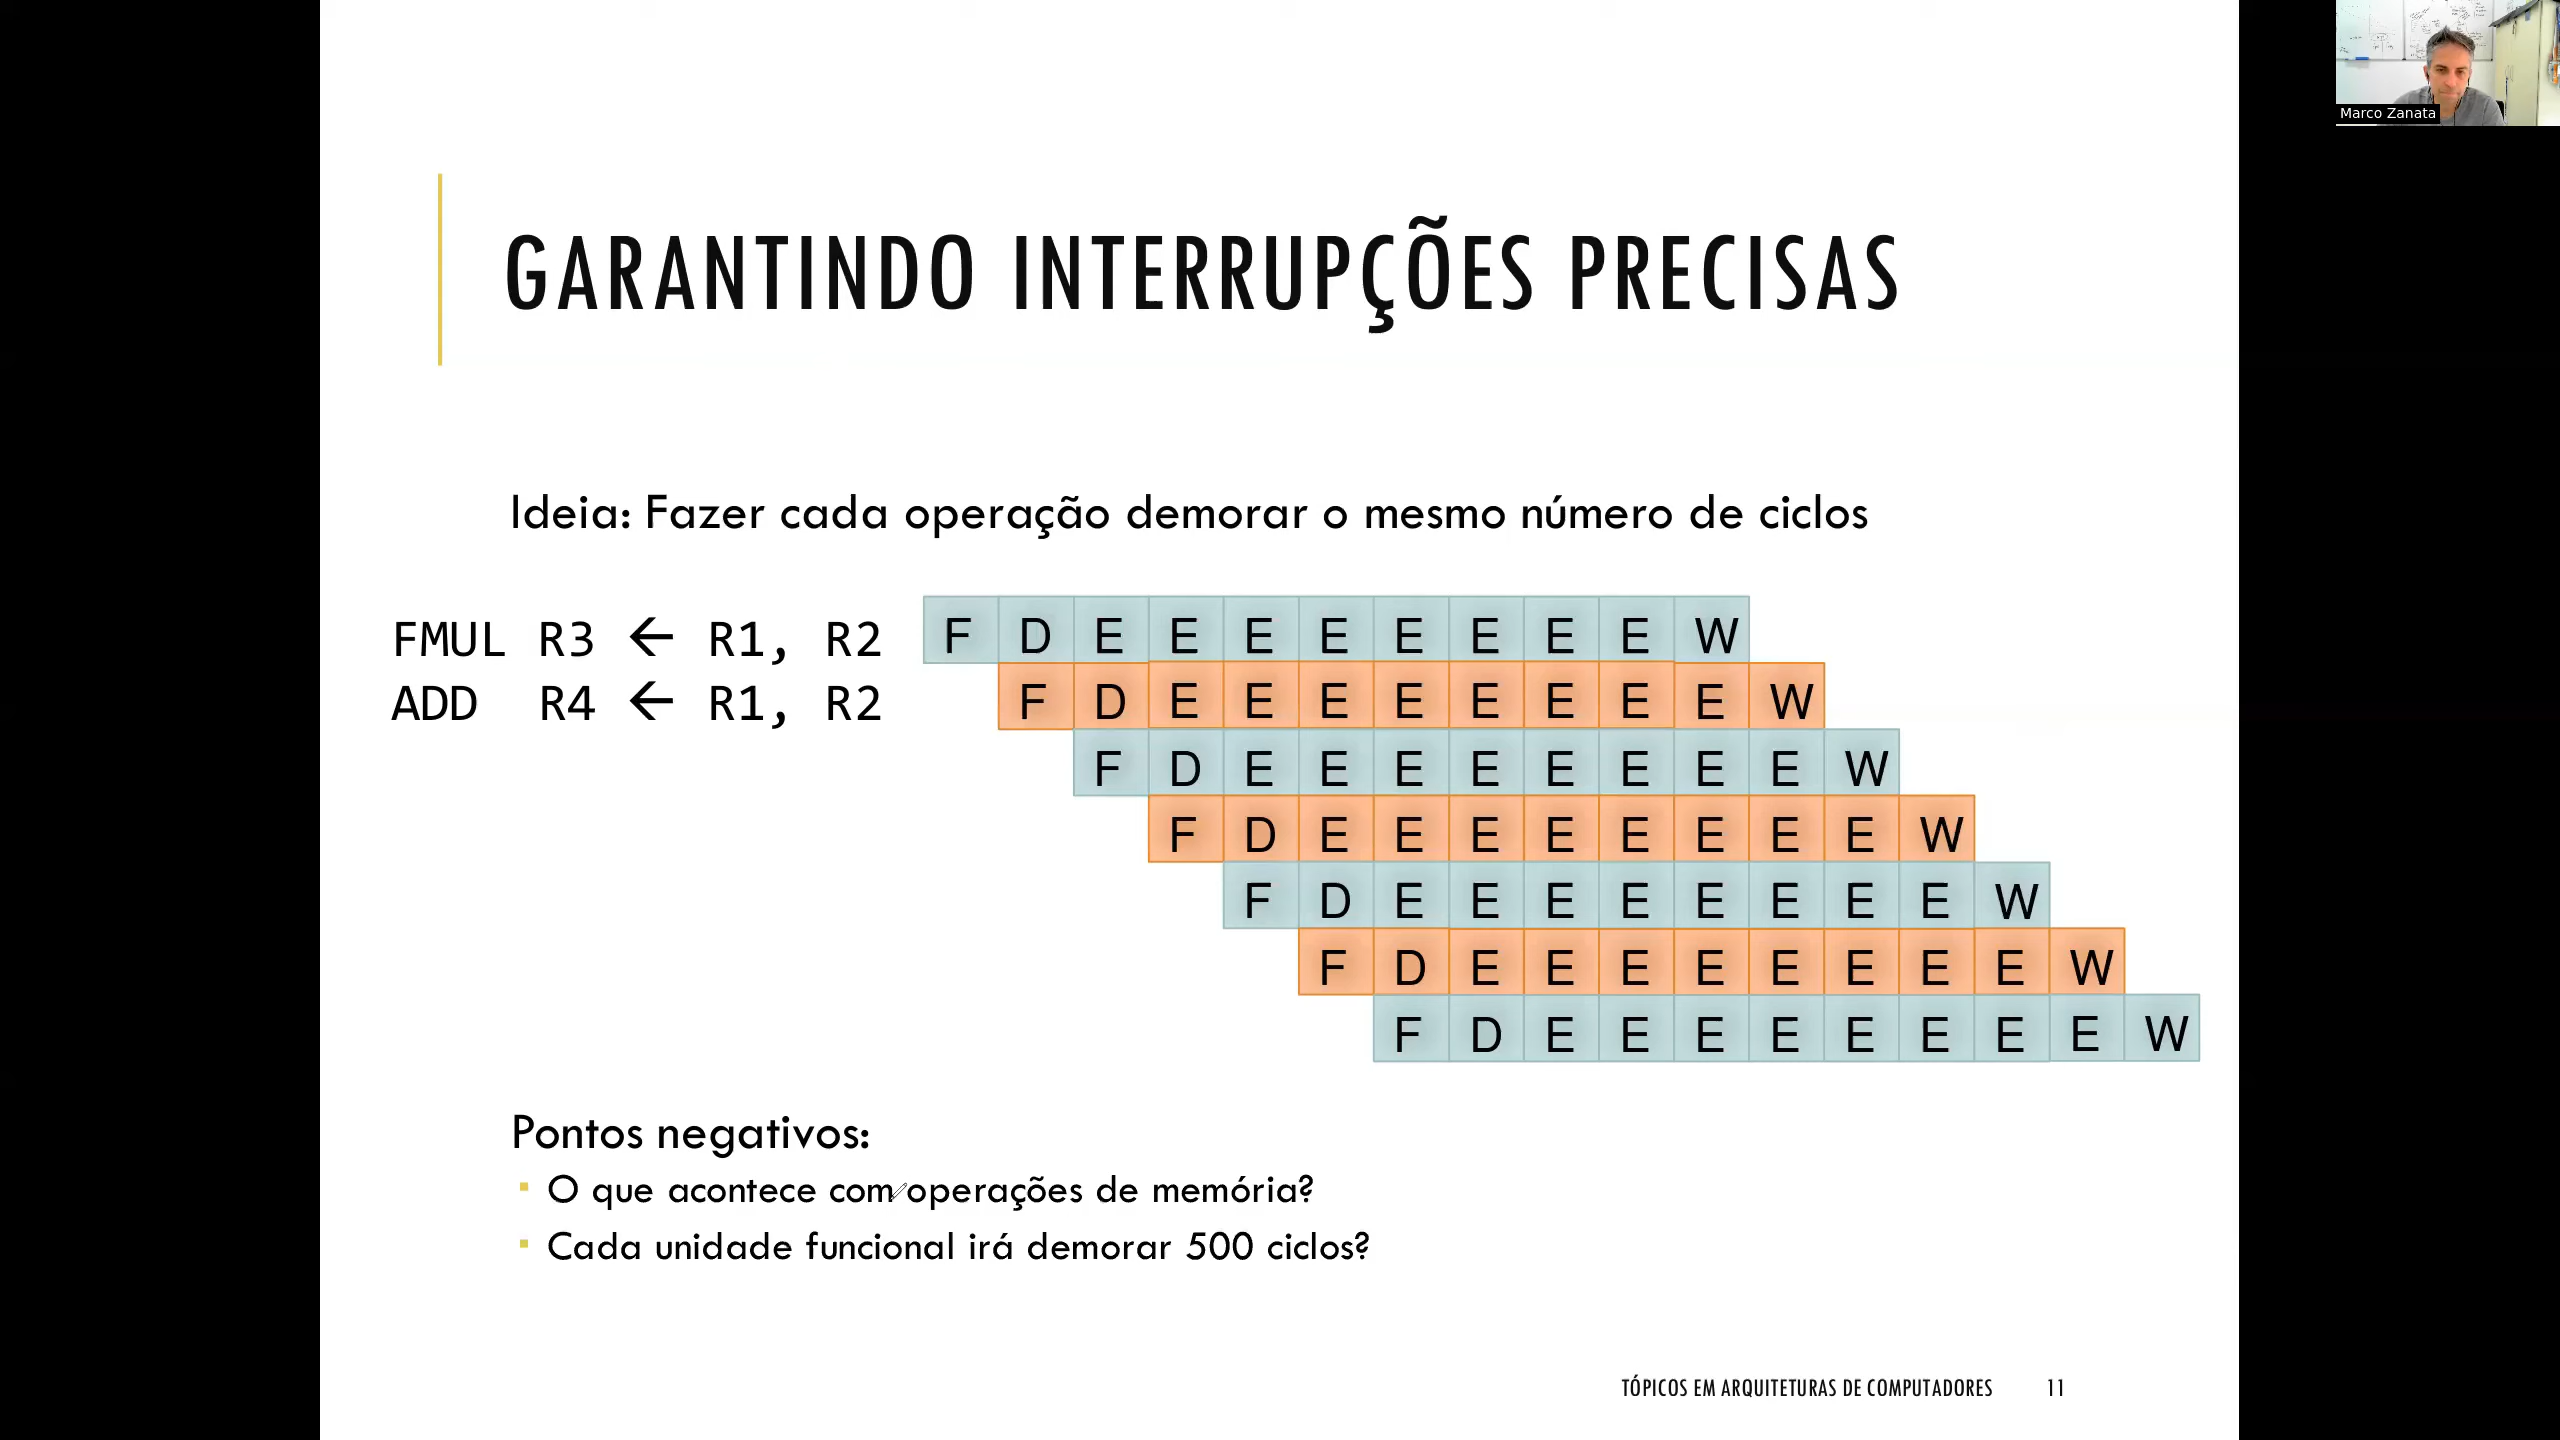 Marco Zanata
GARANTINDO INTERRUPÇÕES PRECISAS
Ideia: Fazer cada operação demorar o mesmo número de ciclos
FMUL R3 ← R1, R2 F D E E E E E E E E W
ADD R4 ← R1, R2 F D E E E E E E E E W
F D E E E E E E E E W
F D E E E E E E E E W
F D E E E E E E E E W
F D E E E E E E E E W
F D E E E E E E E E W
Pontos negativos:
▪ O que acontece com operações de memória?
▪ Cada unidade funcional irá demorar 500 ciclos?
TÓPICOS EM ARQUITETURAS DE COMPUTADORES 11